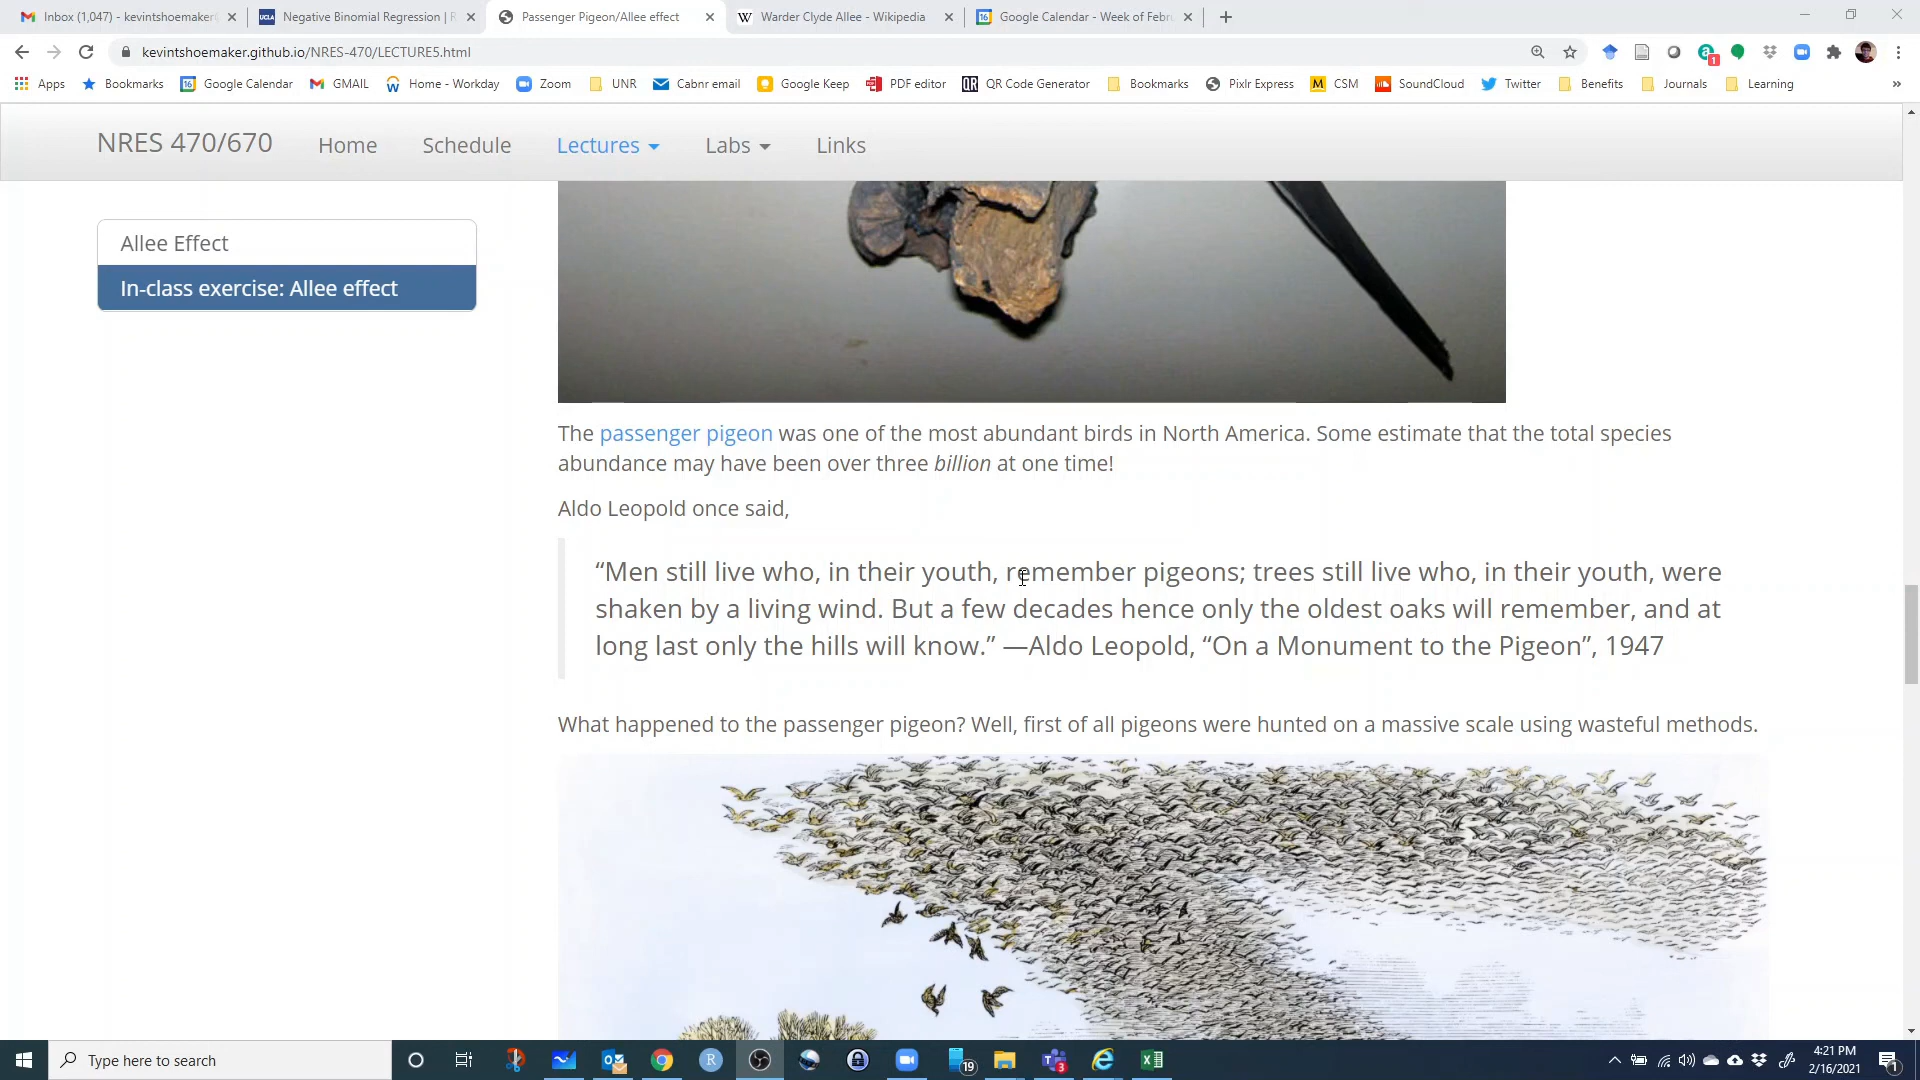 Inbox (1,047) - kevintshoemaker
Negative Binomial Regression | R
Passenger Pigeon/Allee effect
Warder Clyde Allee - Wikipedia
Google Calendar - Week of Febru
kevintshoemaker.github.io/NRES-470/LECTURE5.html
Apps
Bookmarks
Google Calendar
GMAIL
Home - Workday
Zoom
UNR
Cabnr email
Google Keep
PDF editor
QR Code Generator
Bookmarks
Pixlr Express
CSM
SoundCloud
Twitter
Benefits
Journals
Learning
»
NRES 470/670
Home
Schedule
Lectures
Labs
Links
Allee Effect
In-class exercise: Allee effect
The passenger pigeon was one of the most abundant birds in North America. Some estimate that the total species
abundance may have been over three billion at one time!
Aldo Leopold once said,
“Men still live who, in their youth, remember pigeons; trees still live who, in their youth, were
shaken by a living wind. But a few decades hence only the oldest oaks will remember, and at
long last only the hills will know.” —Aldo Leopold, “On a Monument to the Pigeon”, 1947
What happened to the passenger pigeon? Well, first of all pigeons were hunted on a massive scale using wasteful methods.
Type here to search
19
3
4:21 PM
2/16/2021
1